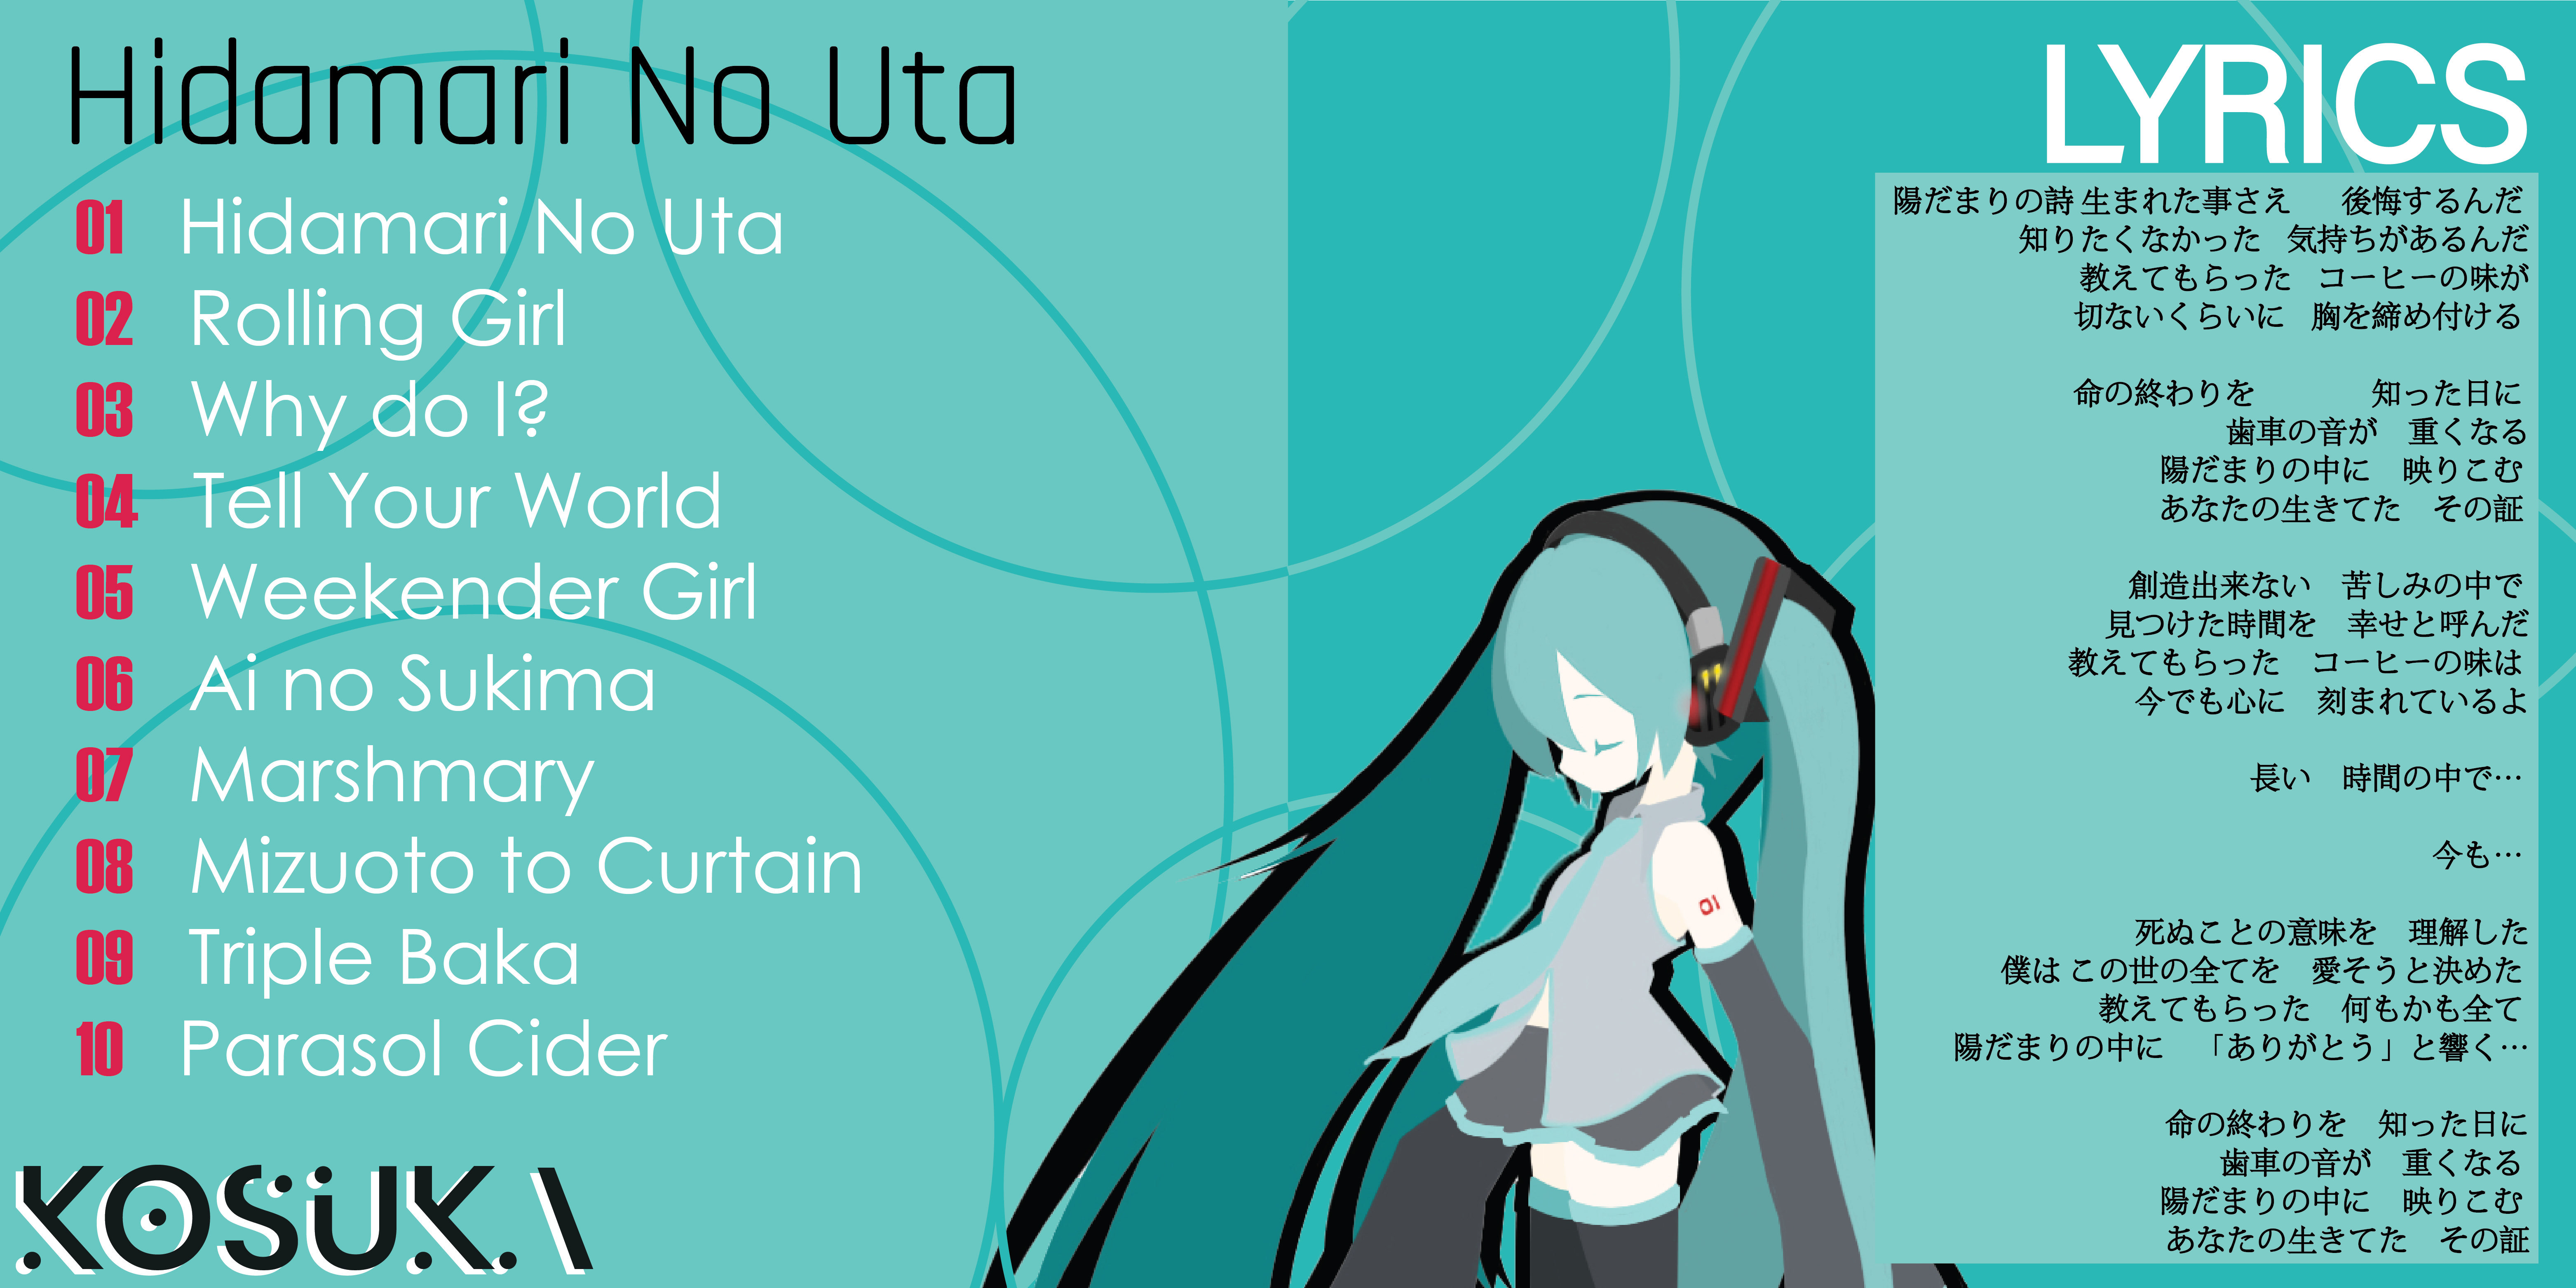 Hidamari No Uta
01 Hidamari No Uta
02 Rolling Girl
03 Why do I?
04 Tell Your World
05 Weekender Girl
06 Ai no Sukima
07 Marshmary
08 Mizuoto to Curtain
09 Triple Baka
10 Parasol Cider
KOSUKA
01
LYRICS
陽だまりの詩 生まれた事さえ　後悔するんだ
知りたくなかった　気持ちがあるんだ
教えてもらった　コーヒーの味が
切ないくらいに　胸を締め付ける
命の終わりを　　　知った日に
歯車の音が　重くなる
陽だまりの中に　映りこむ
あなたの生きてた　その証
創造出来ない　苦しみの中で
見つけた時間を　幸せと呼んだ
教えてもらった　コーヒーの味は
今でも心に　刻まれているよ
長い　時間の中で…
今も…
死ぬことの意味を　理解した
僕は この世の全てを　愛そうと決めた
教えてもらった　何もかも全て
陽だまりの中に　「ありがとう」と響く…
命の終わりを　知った日に
歯車の音が　重くなる
陽だまりの中に　映りこむ
あなたの生きてた　その証